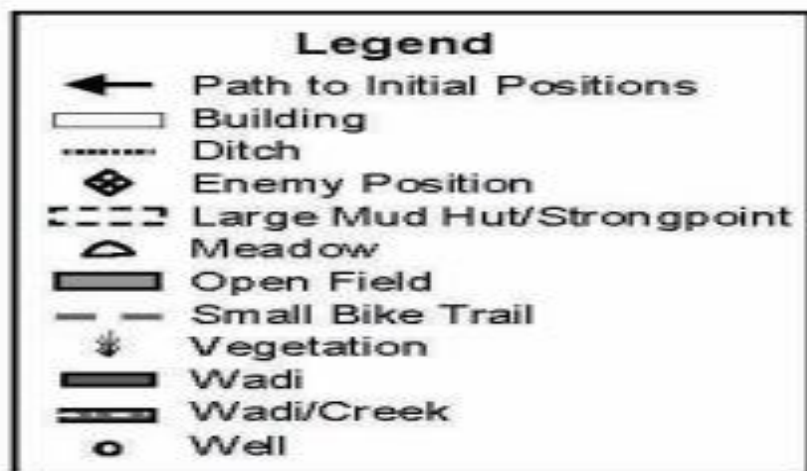 Legend
Path to Initial Positions
Building
Ditch
Enemy Position
Large Mud Hut/Strongpoint
Meadow
Open Field
Small Bike Trail
Vegetation
Wadi
Wadi/Creek
Well